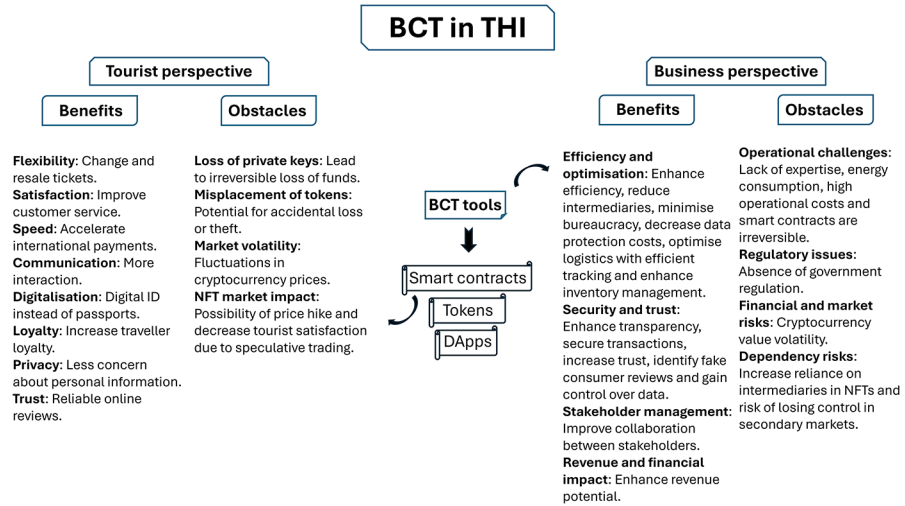 BCT in THI
Tourist perspective
Benefits
Flexibility: Change and
resale tickets.
Satisfaction: Improve
customer service.
Speed: Accelerate
international payments.
Communication: More
interaction.
Digitalisation: Digital ID
instead of passports.
Loyalty: Increase traveller
loyalty.
Privacy: Less concern
about personal information.
Trust: Reliable online
reviews.
Obstacles
Loss of private keys: Lead
to irreversible loss of funds.
Misplacement of tokens:
Potential for accidental loss
or theft.
Market volatility:
Fluctuations in
cryptocurrency prices.
NFT market impact:
Possibility of price hike and
decrease tourist satisfaction
due to speculative trading.
BCT tools
Smart contracts
Tokens
DApps
Business perspective
Benefits
Efficiency and
optimisation: Enhance
efficiency, reduce
intermediaries, minimise
bureaucracy, decrease data
protection costs, optimise
logistics with efficient
tracking and enhance
inventory management.
Security and trust:
Enhance transparency,
secure transactions,
increase trust, identify fake
consumer reviews and gain
control over data.
Stakeholder management:
Improve collaboration
between stakeholders.
Revenue and financial
impact: Enhance revenue
potential.
Obstacles
Operational challenges:
Lack of expertise, energy
consumption, high
operational costs and
smart contracts are
irreversible.
Regulatory issues:
Absence of government
regulation.
Financial and market
risks: Cryptocurrency
value volatility.
Dependency risks:
Increase reliance on
intermediaries in NFTs and
risk of losing control in
secondary markets.